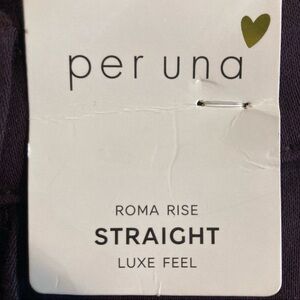 per una
ROMA RISE
STRAIGHT
LUXE FEEL